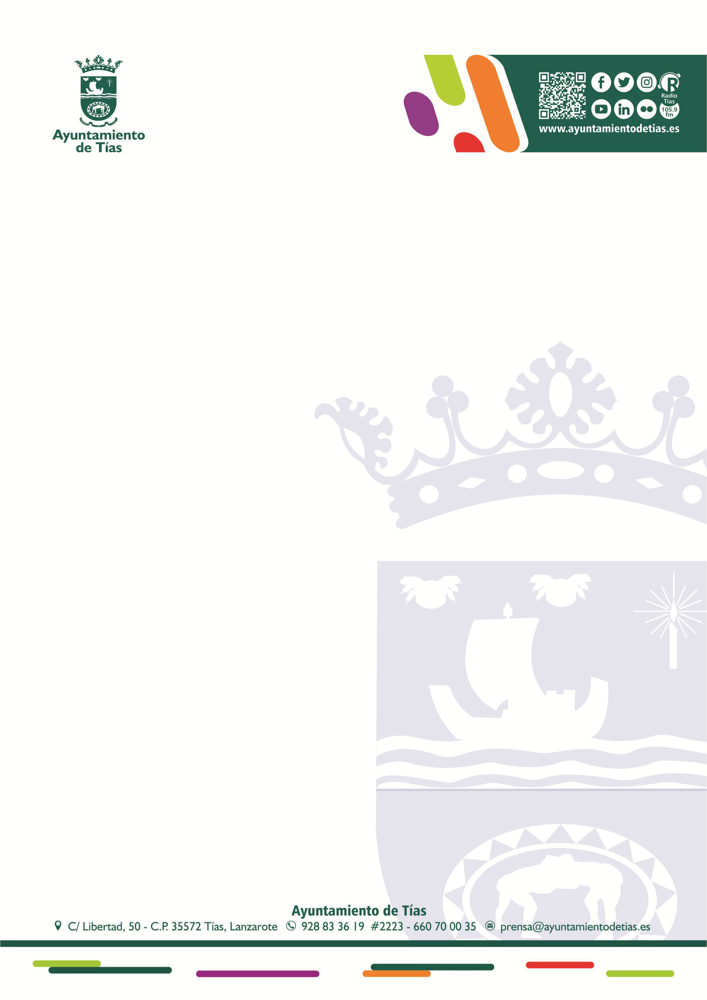 Ayuntamiento
de Tías
Radio
Tías
105.9
fm
www.ayuntamientodetias.es
Ayuntamiento de Tías
C/ Libertad, 50 - C.P. 35572 Tías, Lanzarote 928 83 36 19 #2223 - 660 70 00 35 prensa@ayuntamientodetias.es